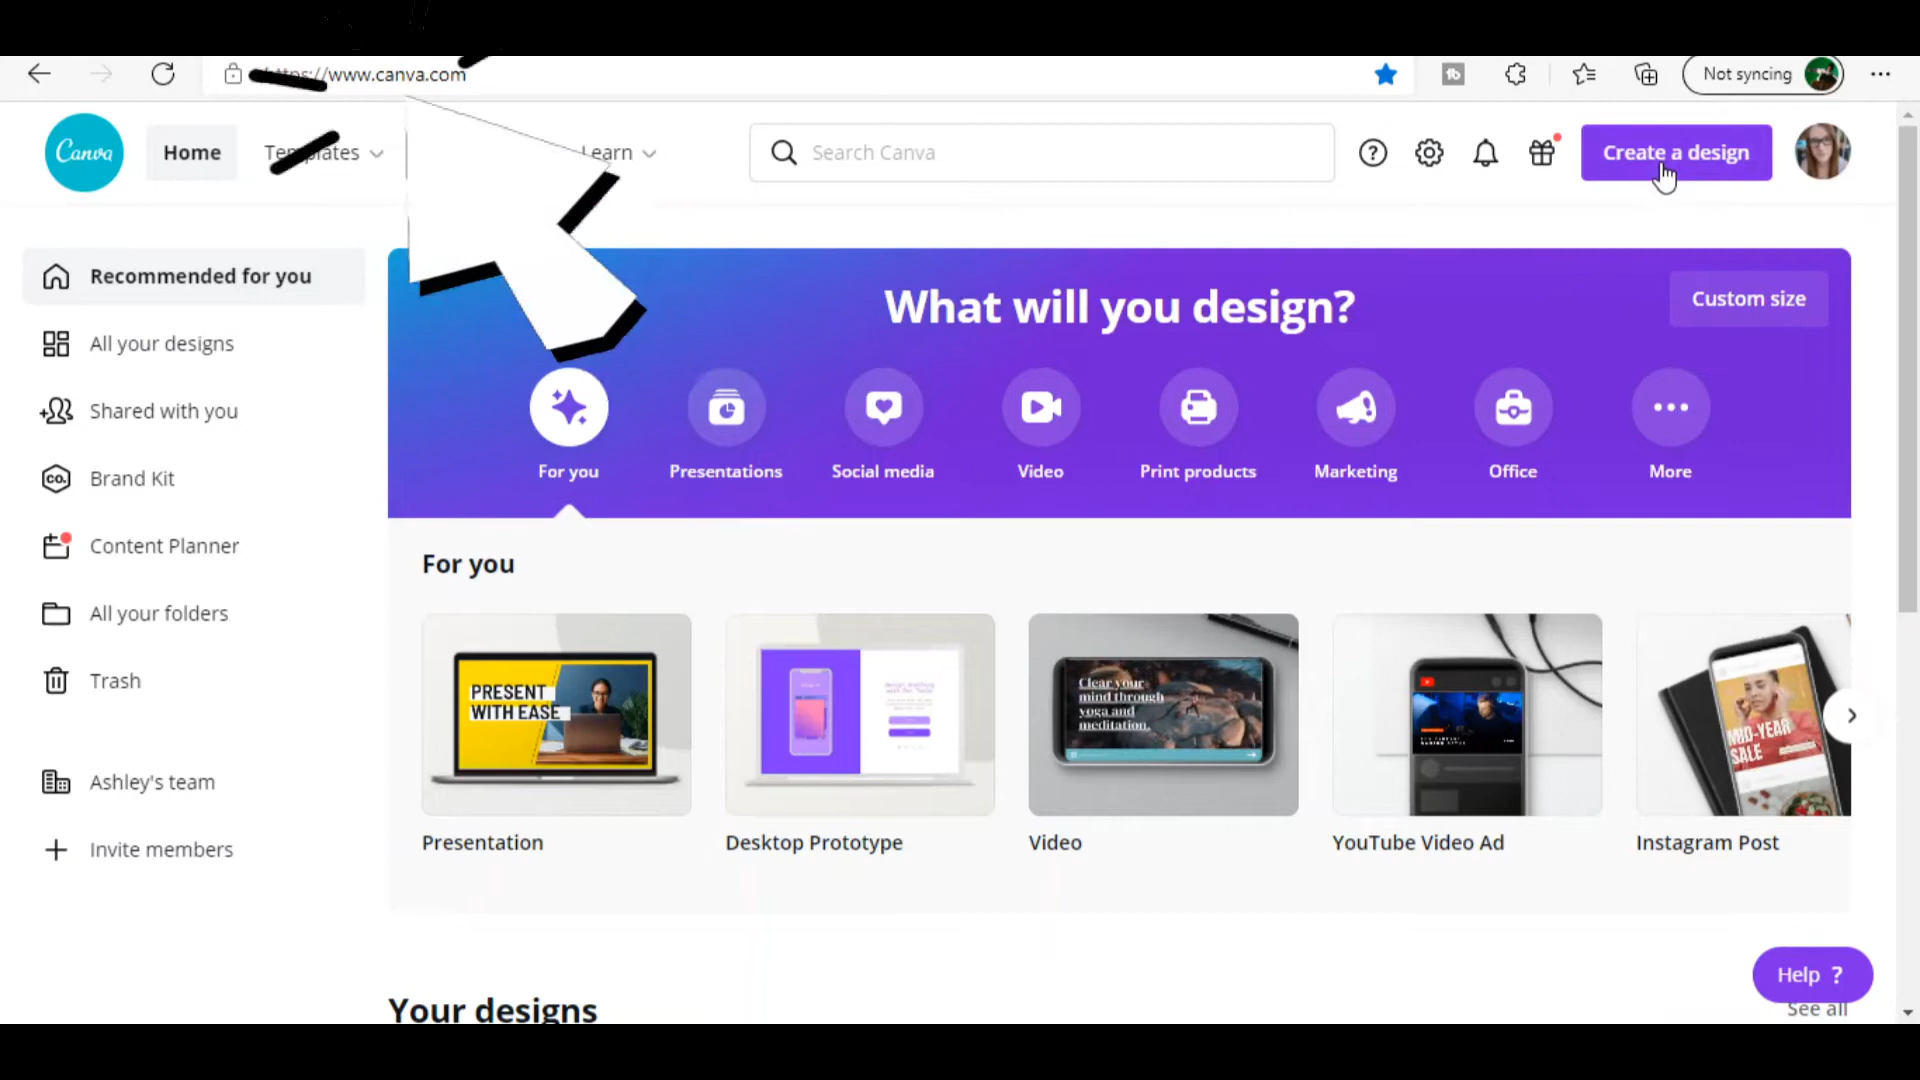 https://www.canva.com
Not syncing
Canva
Home
Templates
Learn
Search Canva
Create a design
Recommended for you
What will you design?
Custom size
All your designs
Shared with you
Brand Kit
For you
Presentations
Social media
Video
Print products
Marketing
Office
More
Content Planner
For you
All your folders
Trash
PRESENT
WITH EASE
Clear your
mind through
yoga and
meditation.
MID-YEAR
SALE
Ashley's team
Invite members
Presentation
Desktop Prototype
Video
YouTube Video Ad
Instagram Post
Help ?
Your designs
See all